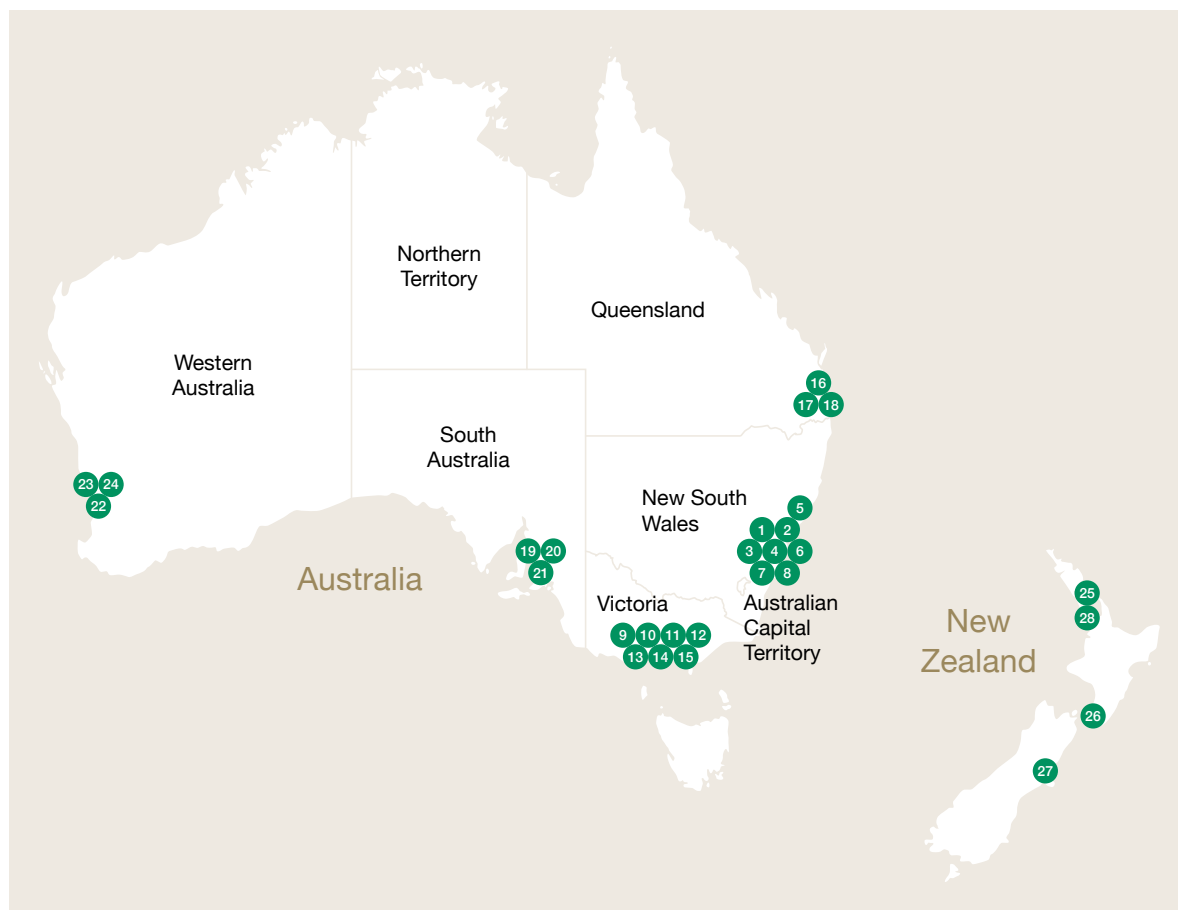 Northern
Territory
Queensland
Western
Australia
16
17 18
South
Australia
23 24
22
New South
Wales
5
1 2
3 4 6
7 8
19 20
21
Australia
Victoria
Australian
Capital
Territory
9 10 11 12
13 14 15
New
Zealand
25
28
26
27